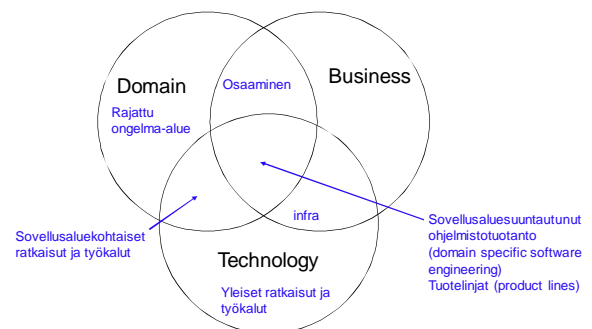 Domain
Rajattu
ongelma-alue
Osaaminen
Business
infra
Sovellusaluekohtaiset
ratkaisut ja työkalut
Technology
Yleiset ratkaisut ja
työkalut
Sovellusaluesuuntautunut
ohjelmistotuotanto
(domain specific software
engineering)
Tuotelinjat (product lines)